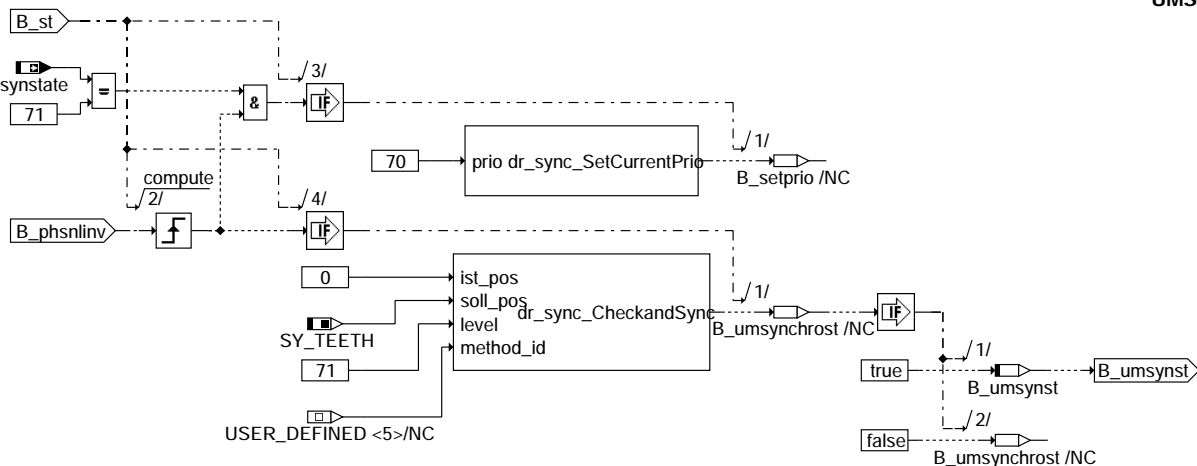 UMS
B_st
3/
synstate
=
71
&
IF
1/
70
prio dr_sync_SetCurrentPrio
B_setprio /NC
compute
2/
4/
B_phsnlinv
IF
0
ist_pos
soll_pos
dr_sync_CheckandSync
1/
IF
SY_TEETH
level
B_umsynchrost /NC
71
method_id
1/
true
B_umsynst
B_umsynst
USER_DEFINED <5>/NC
2/
false
B_umsynchrost /NC